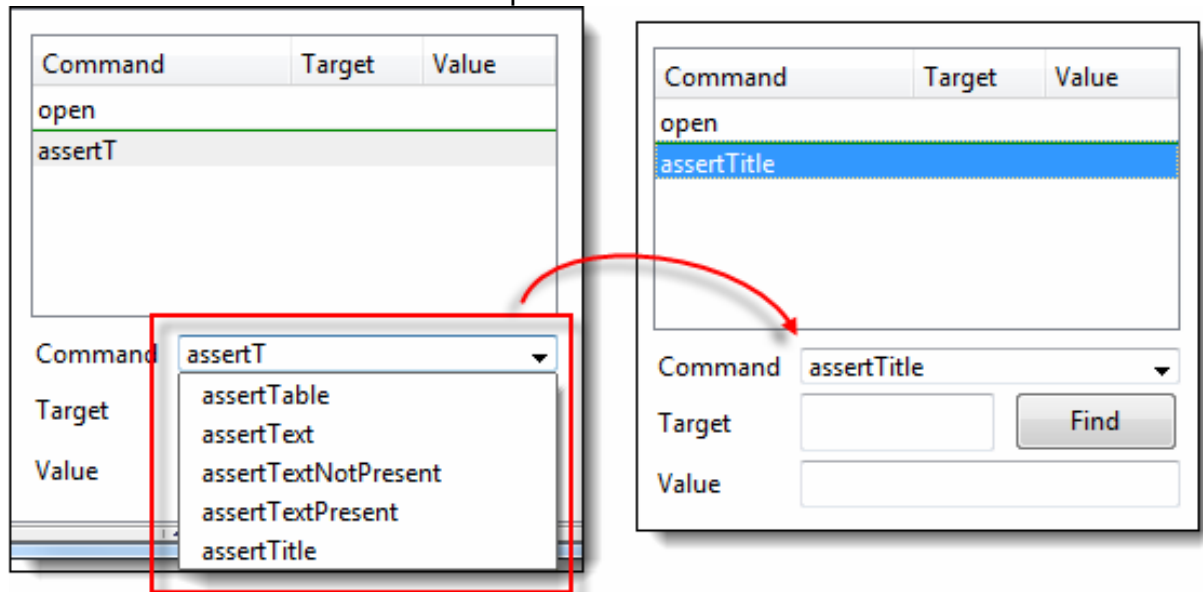 Command Target Value
open
assertT
Command assertT
Target
Value
assertTable
assertText
assertTextNotPresent
assertTextPresent
assertTitle
Command Target Value
open
assertTitle
Command assertTitle
Target Find
Value